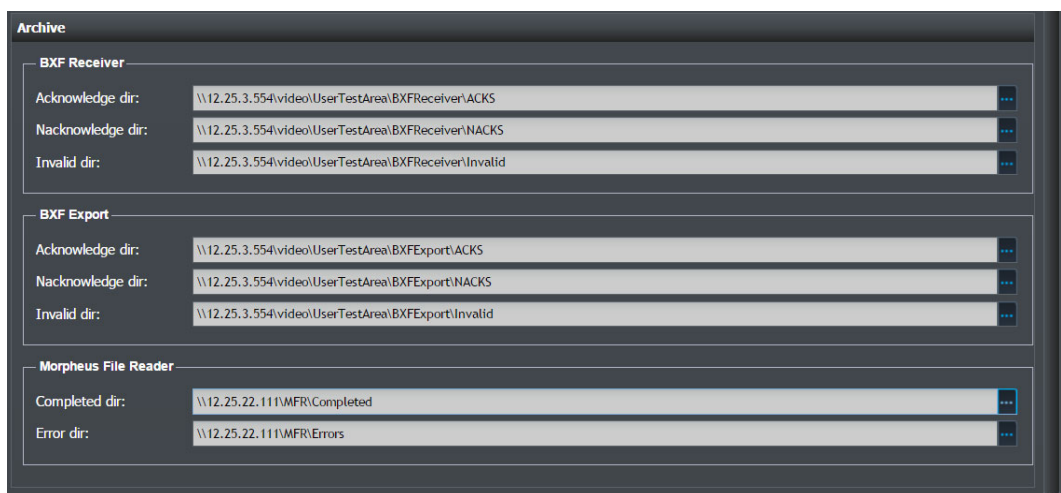 Archive
BXF Receiver
Acknowledge dir: \\12.25.3.554\video\UserTestArea\BXFReceiver\ACKS ...
Nacknowledge dir: \\12.25.3.554\video\UserTestArea\BXFReceiver\NACKS ...
Invalid dir: \\12.25.3.554\video\UserTestArea\BXFReceiver\Invalid ...
BXF Export
Acknowledge dir: \\12.25.3.554\video\UserTestArea\BXFExport\ACKS ...
Nacknowledge dir: \\12.25.3.554\video\UserTestArea\BXFExport\NACKS ...
Invalid dir: \\12.25.3.554\video\UserTestArea\BXFExport\Invalid ...
Morpheus File Reader
Completed dir: \\12.25.22.111\MFR\Completed ...
Error dir: \\12.25.22.111\MFR\Errors ...